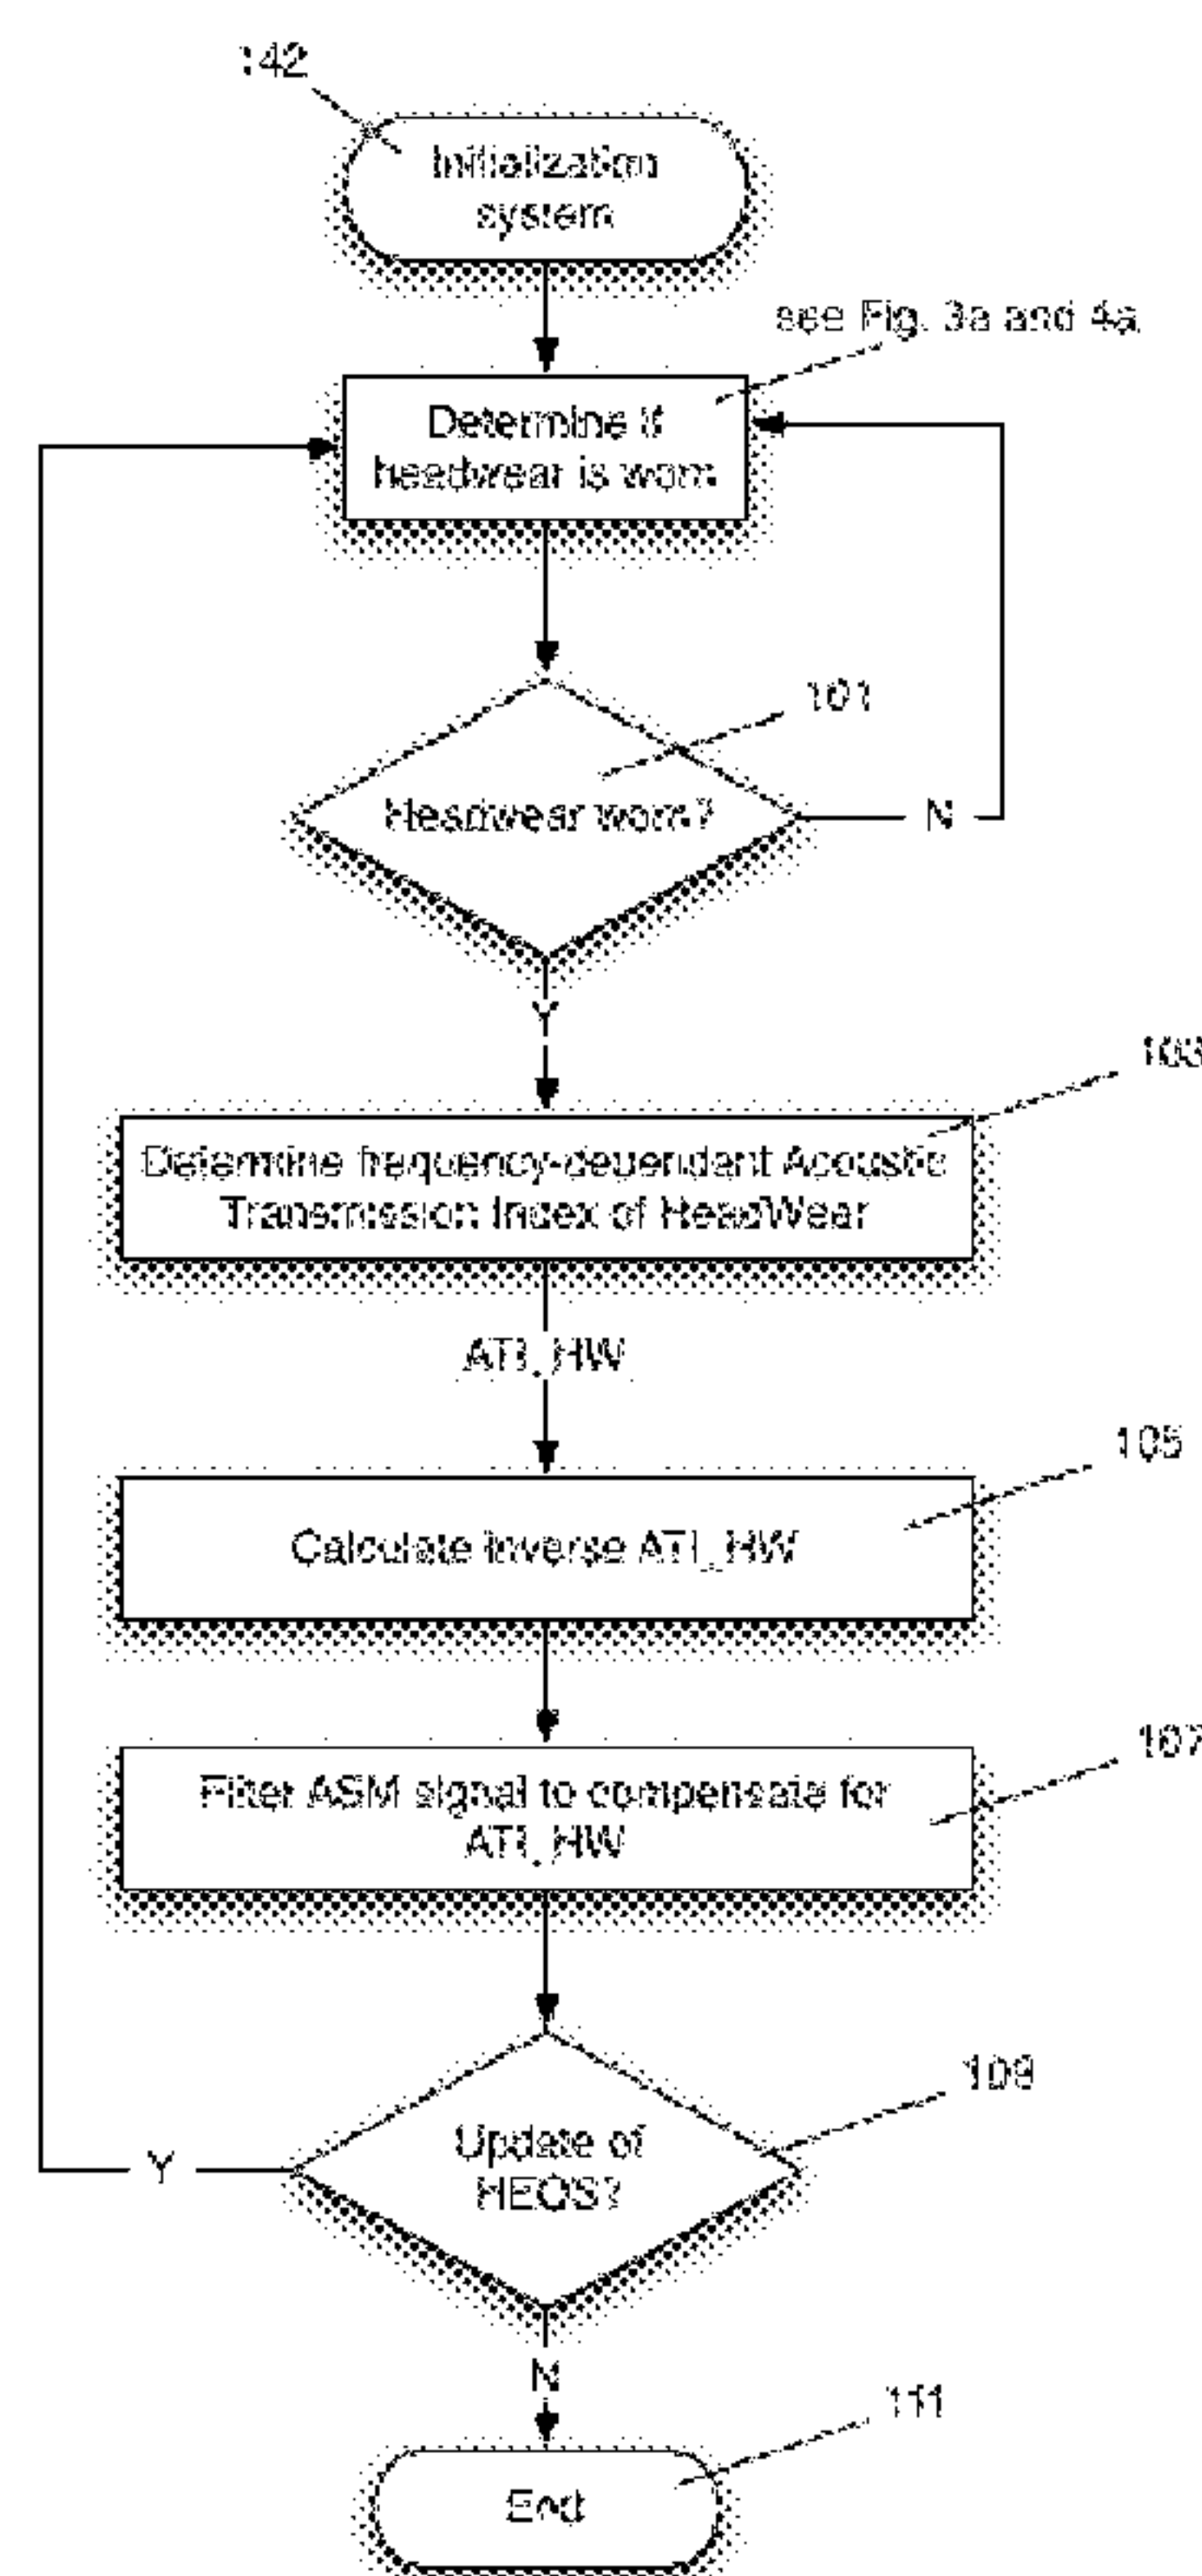 142
Initialization
system
see Fig. 3a and 4a
Determine if
headwear is worn
101
Headwear worn?
N
Y
103
Determine frequency-dependant Acoustic
Transmission Index of HeadWear
ATI_HW
105
Calculate inverse ATI_HW
107
Filter ASM signal to compensate for
ATI_HW
109
Update of
HEOS?
Y
N
111
End